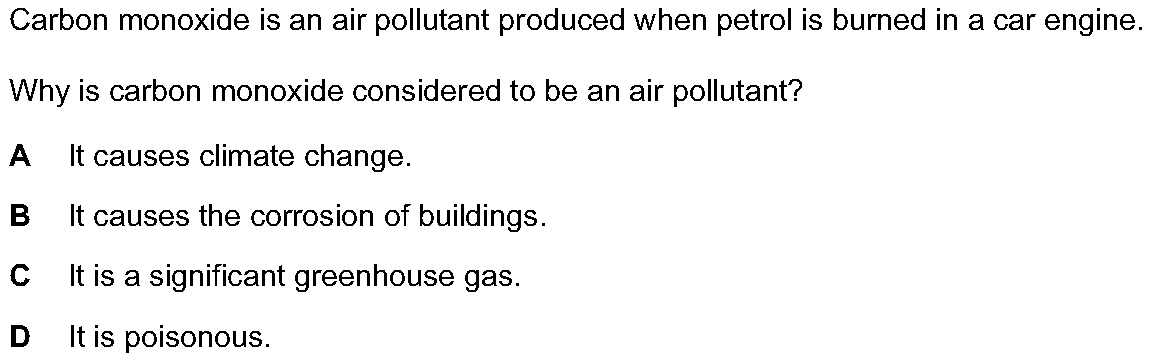 Carbon monoxide is an air pollutant produced when petrol is burned in a car engine.
Why is carbon monoxide considered to be an air pollutant?
A It causes climate change.
B It causes the corrosion of buildings.
C It is a significant greenhouse gas.
D It is poisonous.